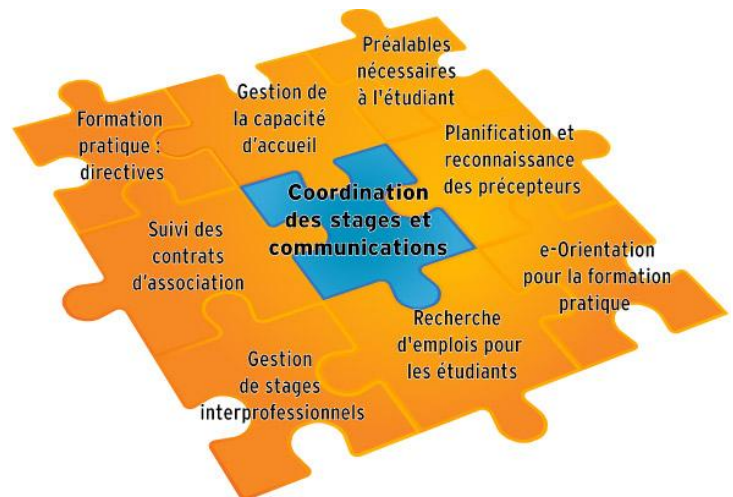 Préalables
nécessaires
à l'étudiant
Gestion de
la capacité
d'accueil
Formation
pratique :
directives
Planification et
reconnaissance
des précepteurs
Coordination
des stages et
communications
Suivi des
contrats
d'association
e-Orientation
pour la formation
pratique
Recherche
d'emplois pour
les étudiants
Gestion
de stages
interprofessionnels